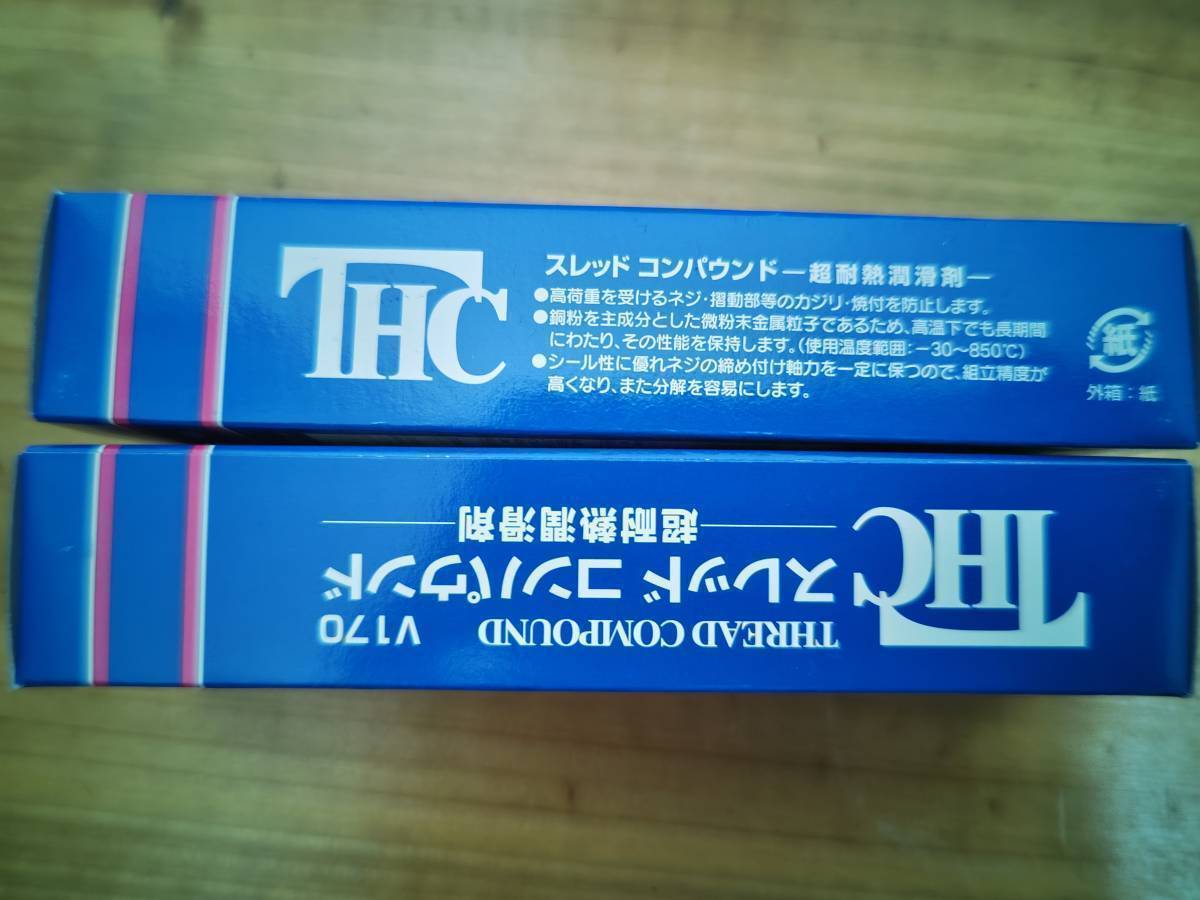 THC
スレッド コンパウンド ―超耐熱潤滑剤―
●高荷重を受けるネジ・摺動部等のカジリ・焼付を防止します。
●銅粉を主成分とした微粉末金属粒子であるため、高温下でも長期間
にわたり、その性能を保持します。(使用温度範囲:−30〜850℃)
●シール性に優れネジの締め付け軸力を一定に保つので、組立精度が
高くなり、また分解を容易にします。
紙
外箱:紙
THC
THREAD COMPOUND V170
スレッド コンパウンド
超耐熱潤滑剤